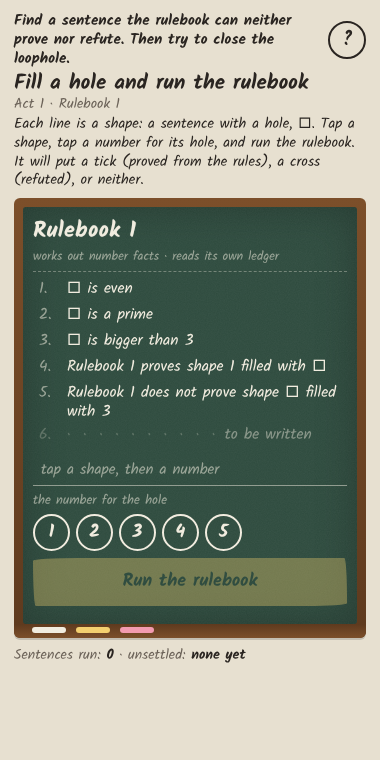 Find a sentence the rulebook can neither
prove nor refute. Then try to close the
loophole.
?
Fill a hole and run the rulebook
Act 1 · Rulebook 1
Each line is a shape: a sentence with a hole, □. Tap a
shape, tap a number for its hole, and run the rulebook.
It will put a tick (proved from the rules), a cross
(refuted), or neither.
Rulebook 1
works out number facts · reads its own ledger
1. □ is even
2. □ is a prime
3. □ is bigger than 3
4. Rulebook 1 proves shape 1 filled with □
5. Rulebook 1 does not prove shape □ filled
with 3
6. · · · · · · · · · · to be written
tap a shape, then a number
the number for the hole
1 2 3 4 5
Run the rulebook
Sentences run: 0 · unsettled: none yet